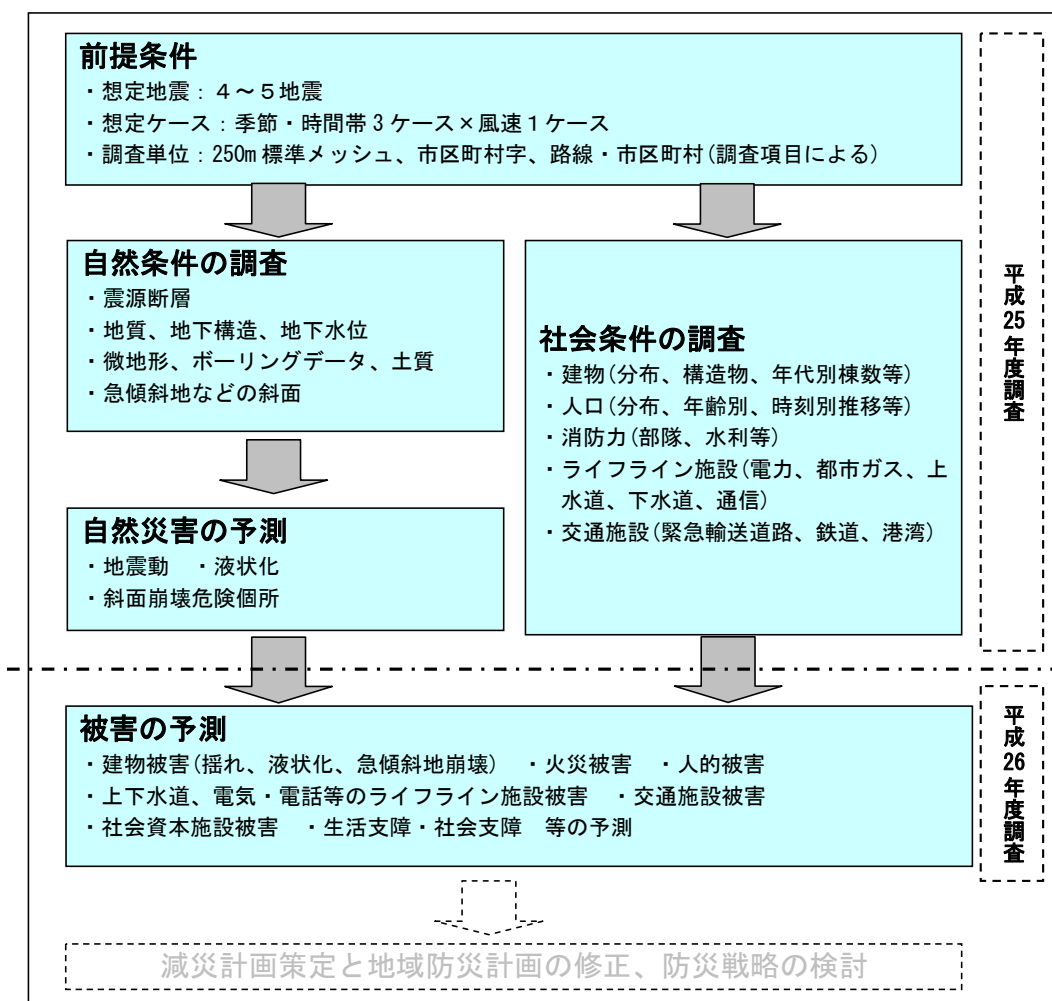 前提条件
・想定地震：４～５地震
・想定ケース：季節・時間帯３ケース×風速１ケース
・調査単位：250m 標準メッシュ、市区町村字、路線・市区町村(調査項目による)
自然条件の調査
・震源断層
・地質、地下構造、地下水位
・微地形、ボーリングデータ、土質
・急傾斜地などの斜面
社会条件の調査
・建物(分布、構造物、年代別棟数等)
・人口(分布、年齢別、時刻別推移等)
・消防力(部隊、水利等)
・ライフライン施設(電力、都市ガス、上
水道、下水道、通信)
・交通施設(緊急輸送道路、鉄道、港湾)
自然災害の予測
・地震動　・液状化
・斜面崩壊危険個所
平成25年度調査
被害の予測
・建物被害(揺れ、液状化、急傾斜地崩壊)　・火災被害　・人的被害
・上下水道、電気・電話等のライフライン施設被害　・交通施設被害
・社会資本施設被害　・生活支障・社会支障　等の予測
平成26年度調査
減災計画策定と地域防災計画の修正、防災戦略の検討